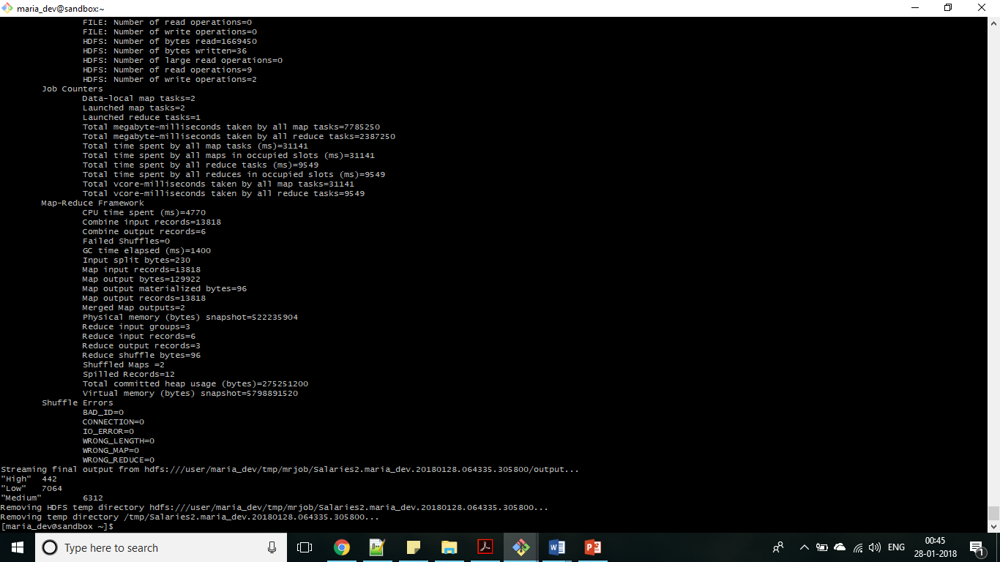 maria_dev@sandbox:~
FILE: Number of read operations=0
FILE: Number of write operations=0
HDFS: Number of bytes read=1669450
HDFS: Number of bytes written=36
HDFS: Number of large read operations=0
HDFS: Number of read operations=9
HDFS: Number of write operations=2
Job Counters
Data-local map tasks=2
Launched map tasks=2
Launched reduce tasks=1
Total megabyte-milliseconds taken by all map tasks=7785250
Total megabyte-milliseconds taken by all reduce tasks=2387250
Total time spent by all map tasks (ms)=31141
Total time spent by all maps in occupied slots (ms)=31141
Total time spent by all reduce tasks (ms)=9549
Total time spent by all reduces in occupied slots (ms)=9549
Total vcore-milliseconds taken by all map tasks=31141
Total vcore-milliseconds taken by all reduce tasks=9549
Map-Reduce Framework
CPU time spent (ms)=4770
Combine input records=13818
Combine output records=6
Failed Shuffles=0
GC time elapsed (ms)=1400
Input split bytes=230
Map input records=13818
Map output bytes=129922
Map output materialized bytes=96
Map output records=13818
Merged Map outputs=2
Physical memory (bytes) snapshot=522235904
Reduce input groups=3
Reduce input records=6
Reduce output records=3
Reduce shuffle bytes=96
Shuffled Maps =2
Spilled Records=12
Total committed heap usage (bytes)=275251200
Virtual memory (bytes) snapshot=5798891520
Shuffle Errors
BAD_ID=0
CONNECTION=0
IO_ERROR=0
WRONG_LENGTH=0
WRONG_MAP=0
WRONG_REDUCE=0
Streaming final output from hdfs:///user/maria_dev/tmp/mrjob/Salaries2.maria_dev.20180128.064335.305800/output...
"High" 442
"Low" 7064
"Medium" 6312
Removing HDFS temp directory hdfs:///user/maria_dev/tmp/mrjob/Salaries2.maria_dev.20180128.064335.305800...
Removing temp directory /tmp/Salaries2.maria_dev.20180128.064335.305800...
[maria_dev@sandbox ~]$
Type here to search
ENG
00:45
28-01-2018
1